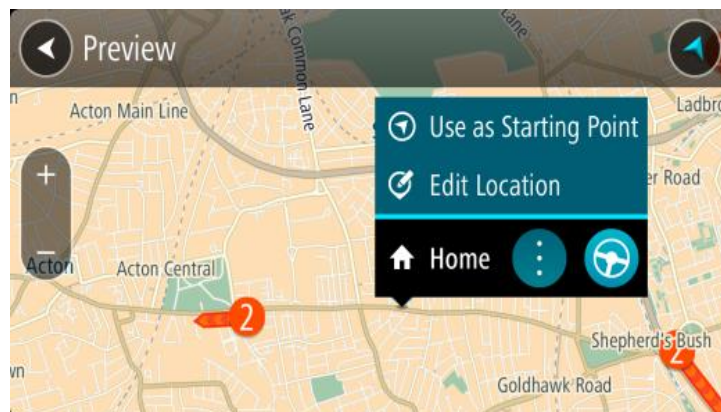 Preview
Common Lane
Acton Main Line
Use as Starting Point
Edit Location
Home
Road
+
−
Acton
Acton Central
2
Shepherd's Bush
2
Goldhawk Road